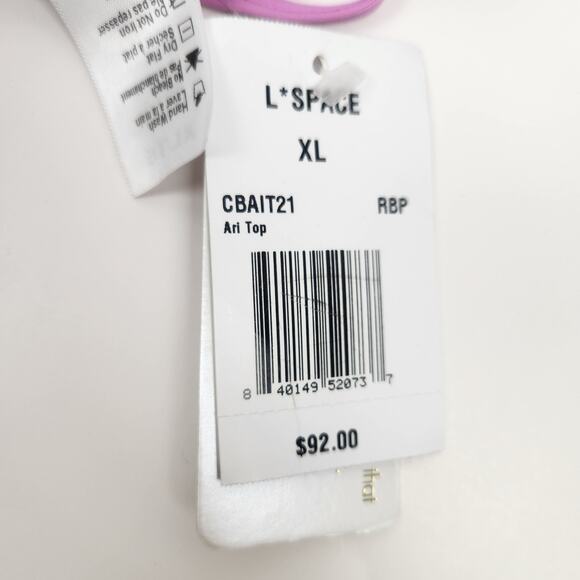 L*SPACE
XL
CBAIT21 RBP
Ari Top
8 40149 52073 7
$92.00
that
Hand Wash
Laver à la main
No Bleach
Pas de blanchiment
Dry Flat
Sécher à plat
Do Not Iron
Ne pas repasser